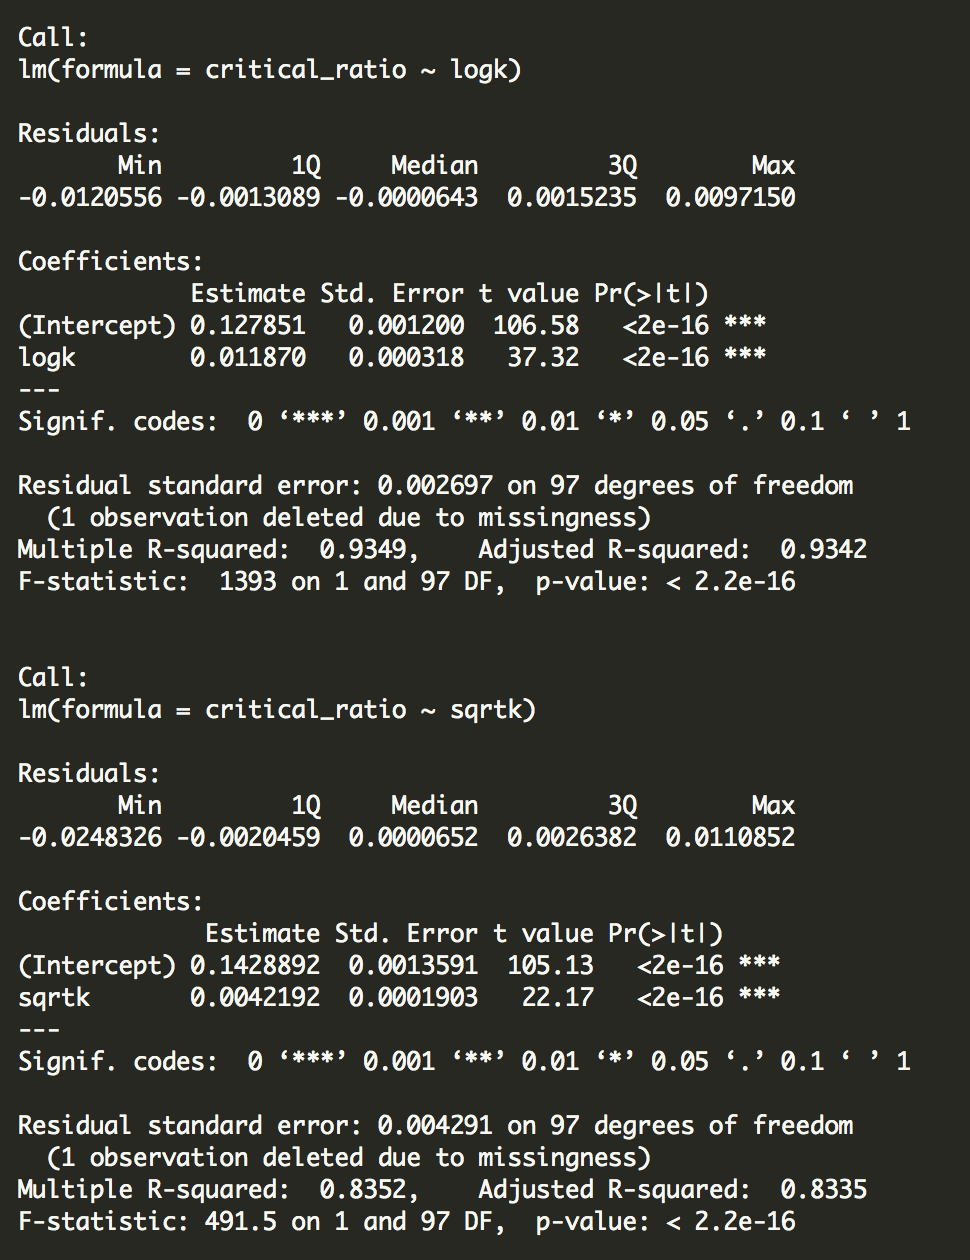 Call:
lm(formula = critical_ratio ~ logk)
Residuals:
Min 1Q Median 3Q Max
-0.0120556 -0.0013089 -0.0000643 0.0015235 0.0097150
Coefficients:
Estimate Std. Error t value Pr(>|t|)
(Intercept) 0.127851 0.001200 106.58 <2e-16 ***
logk 0.011870 0.000318 37.32 <2e-16 ***
---
Signif. codes: 0 ‘***’ 0.001 ‘**’ 0.01 ‘*’ 0.05 ‘.’ 0.1 ‘ ’ 1
Residual standard error: 0.002697 on 97 degrees of freedom
(1 observation deleted due to missingness)
Multiple R-squared: 0.9349, Adjusted R-squared: 0.9342
F-statistic: 1393 on 1 and 97 DF, p-value: < 2.2e-16
Call:
lm(formula = critical_ratio ~ sqrtk)
Residuals:
Min 1Q Median 3Q Max
-0.0248326 -0.0020459 0.0000652 0.0026382 0.0110852
Coefficients:
Estimate Std. Error t value Pr(>|t|)
(Intercept) 0.1428892 0.0013591 105.13 <2e-16 ***
sqrtk 0.0042192 0.0001903 22.17 <2e-16 ***
---
Signif. codes: 0 ‘***’ 0.001 ‘**’ 0.01 ‘*’ 0.05 ‘.’ 0.1 ‘ ’ 1
Residual standard error: 0.004291 on 97 degrees of freedom
(1 observation deleted due to missingness)
Multiple R-squared: 0.8352, Adjusted R-squared: 0.8335
F-statistic: 491.5 on 1 and 97 DF, p-value: < 2.2e-16